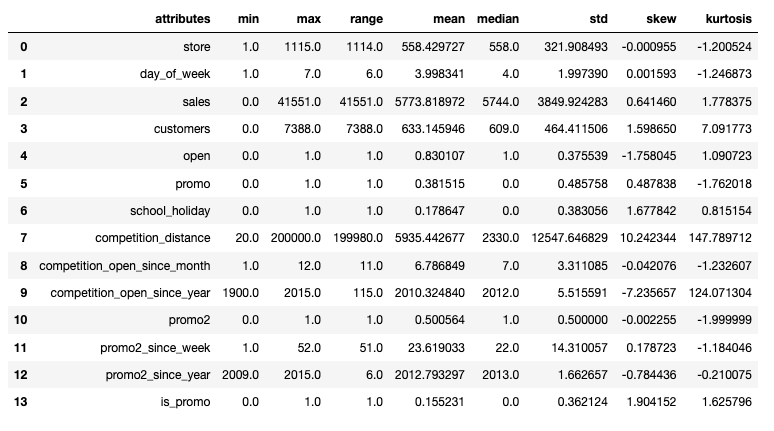 attributes min max range mean median std skew kurtosis
0 store 1.0 1115.0 1114.0 558.429727 558.0 321.908493 -0.000955 -1.200524
1 day_of_week 1.0 7.0 6.0 3.998341 4.0 1.997390 0.001593 -1.246873
2 sales 0.0 41551.0 41551.0 5773.818972 5744.0 3849.924283 0.641460 1.778375
3 customers 0.0 7388.0 7388.0 633.145946 609.0 464.411506 1.598650 7.091773
4 open 0.0 1.0 1.0 0.830107 1.0 0.375539 -1.758045 1.090723
5 promo 0.0 1.0 1.0 0.381515 0.0 0.485758 0.487838 -1.762018
6 school_holiday 0.0 1.0 1.0 0.178647 0.0 0.383056 1.677842 0.815154
7 competition_distance 20.0 200000.0 199980.0 5935.442677 2330.0 12547.646829 10.242344 147.789712
8 competition_open_since_month 1.0 12.0 11.0 6.786849 7.0 3.311085 -0.042076 -1.232607
9 competition_open_since_year 1900.0 2015.0 115.0 2010.324840 2012.0 5.515591 -7.235657 124.071304
10 promo2 0.0 1.0 1.0 0.500564 1.0 0.500000 -0.002255 -1.999999
11 promo2_since_week 1.0 52.0 51.0 23.619033 22.0 14.310057 0.178723 -1.184046
12 promo2_since_year 2009.0 2015.0 6.0 2012.793297 2013.0 1.662657 -0.784436 -0.210075
13 is_promo 0.0 1.0 1.0 0.155231 0.0 0.362124 1.904152 1.625796